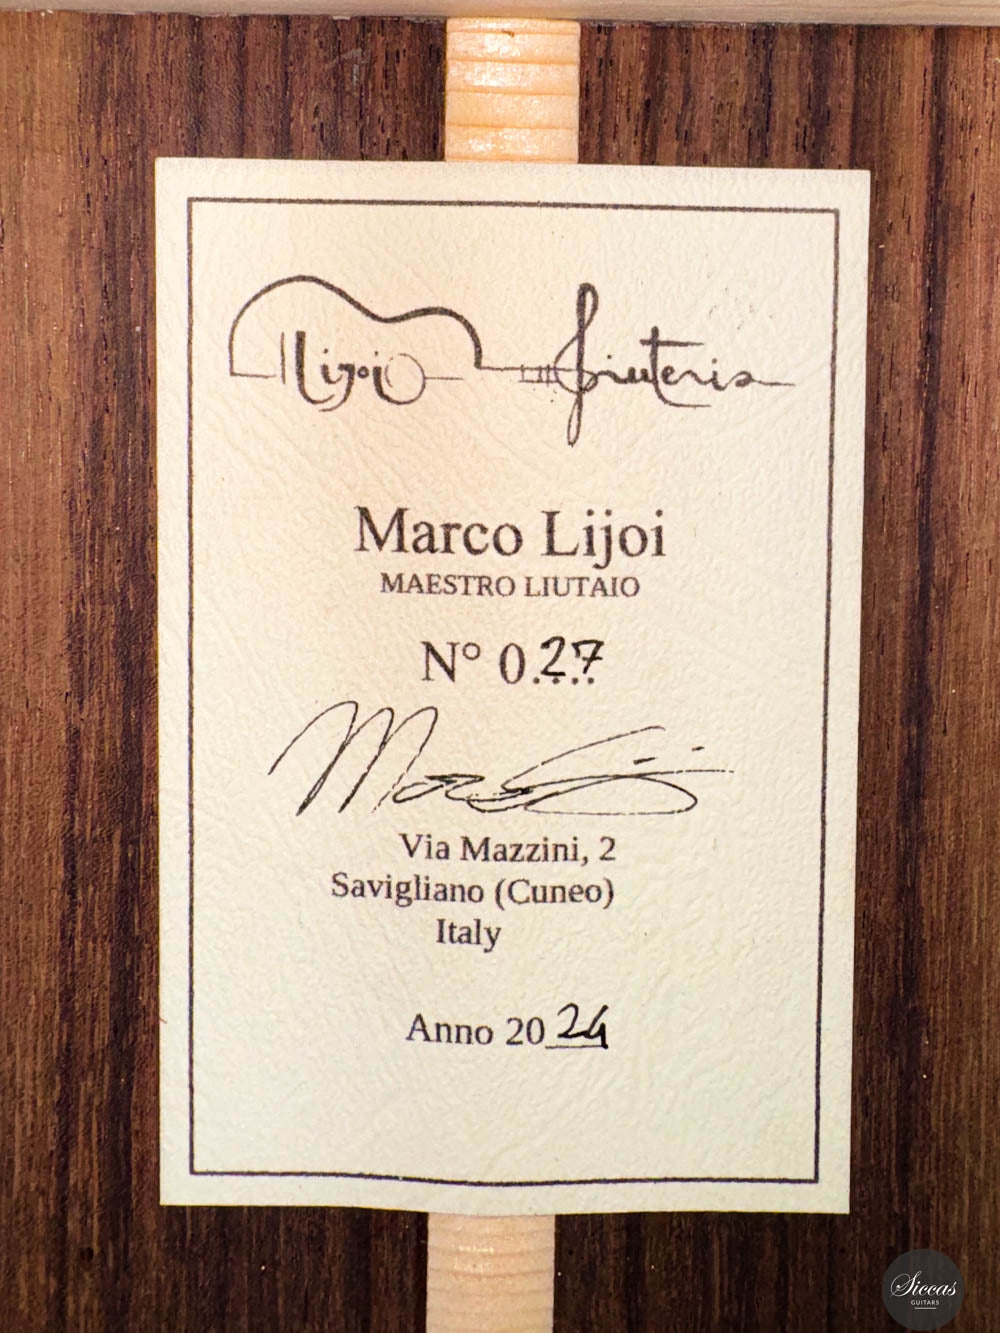 Lijoi Liuteria
Marco Lijoi
MAESTRO LIUTAIO
N° 0.27
Via Mazzini, 2
Savigliano (Cuneo)
Italy
Anno 2024
Siccas
GUITARS